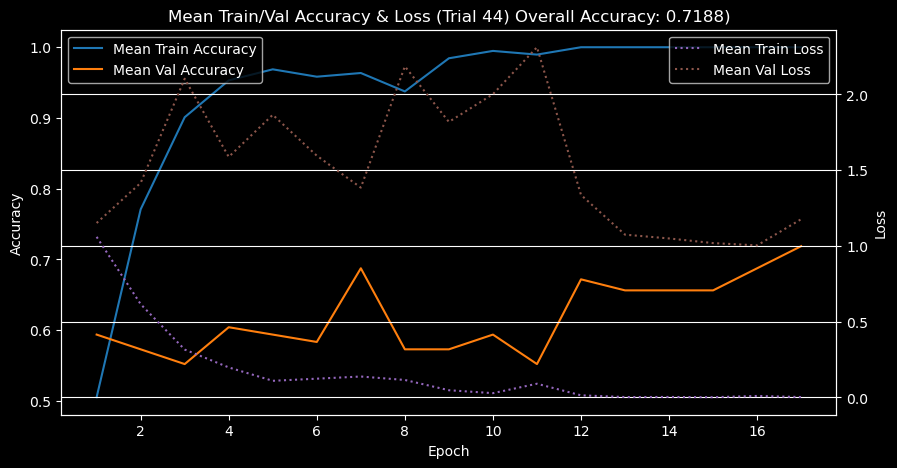 Mean Train/Val Accuracy & Loss (Trial 44) Overall Accuracy: 0.7188)
Mean Train Accuracy
Mean Val Accuracy
Mean Train Loss
Mean Val Loss
Accuracy
1.0
0.9
0.8
0.7
0.6
0.5
2.0
1.5
1.0
0.5
0.0
Loss
2 4 6 8 10 12 14 16
Epoch